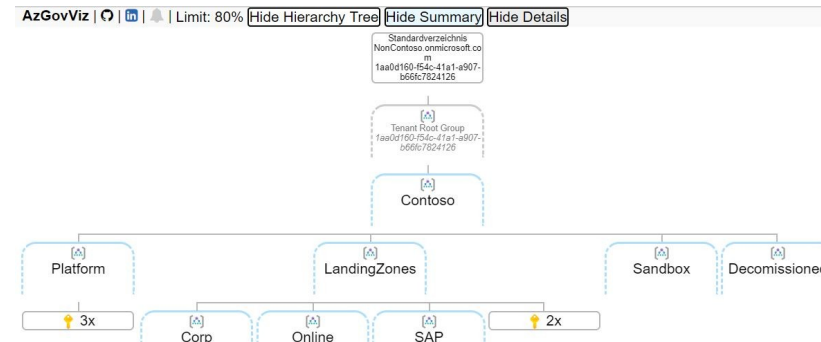 AzGovViz | | | | Limit: 80% Hide Hierarchy Tree Hide Summary Hide Details
Standardverzeichnis
NonContoso.onmicrosoft.co
m
1aa0d160-f54c-41a1-a907-
b66fc7824126
Tenant Root Group
1aa0d160-f54c-41a1-a907-
b66fc7824126
Contoso
Platform LandingZones Sandbox Decomissione
3x 2x
Corp Online SAP